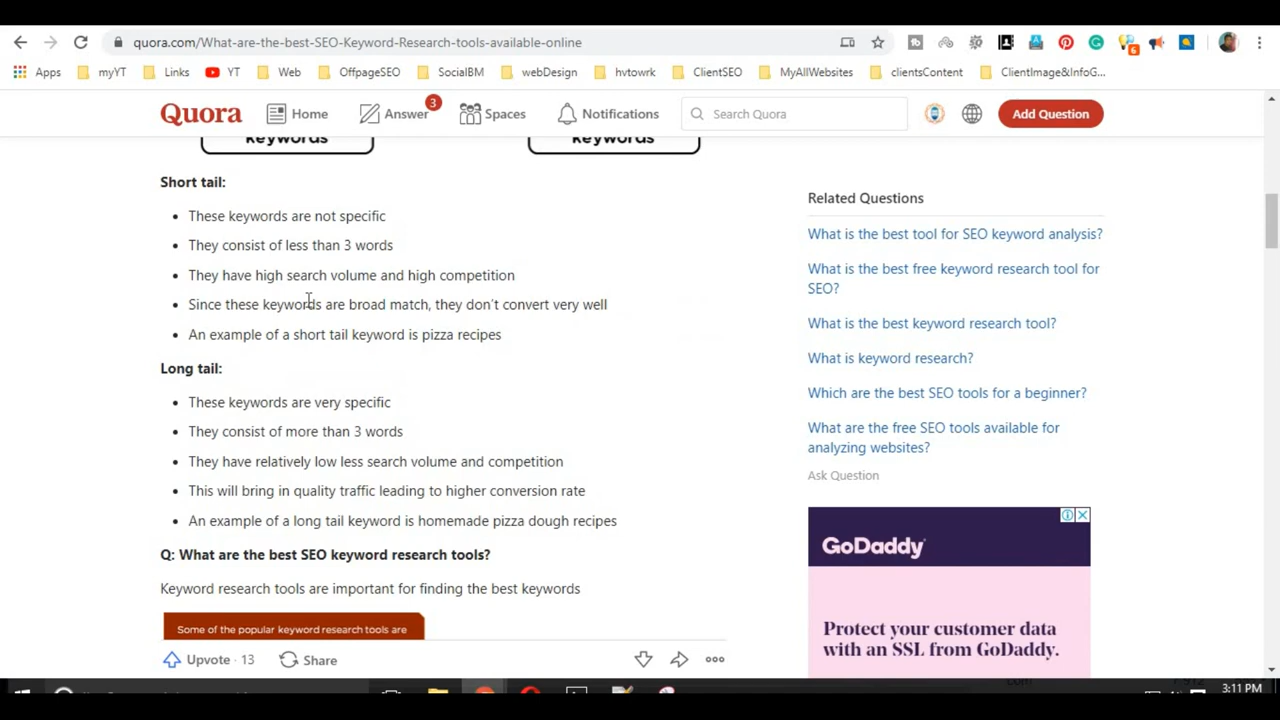 quora.com/What-are-the-best-SEO-Keyword-Research-tools-available-online
6
Apps myYT Links YT Web OffpageSEO SocialBM webDesign hvtowrk ClientSEO MyAllWebsites clientsContent ClientImage&InfoG...
Quora Home Answer 3 Spaces Notifications Search Quora Add Question
keywords keywords
Short tail:
• These keywords are not specific
• They consist of less than 3 words
• They have high search volume and high competition
• Since these keywords are broad match, they don't convert very well
• An example of a short tail keyword is pizza recipes
Long tail:
• These keywords are very specific
• They consist of more than 3 words
• They have relatively low less search volume and competition
• This will bring in quality traffic leading to higher conversion rate
• An example of a long tail keyword is homemade pizza dough recipes
Q: What are the best SEO keyword research tools?
Keyword research tools are important for finding the best keywords
Some of the popular keyword research tools are
Upvote · 13 Share
Related Questions
What is the best tool for SEO keyword analysis?
What is the best free keyword research tool for
SEO?
What is the best keyword research tool?
What is keyword research?
Which are the best SEO tools for a beginner?
What are the free SEO tools available for
analyzing websites?
Ask Question
GoDaddy
Protect your customer data
with an SSL from GoDaddy.
3:11 PM